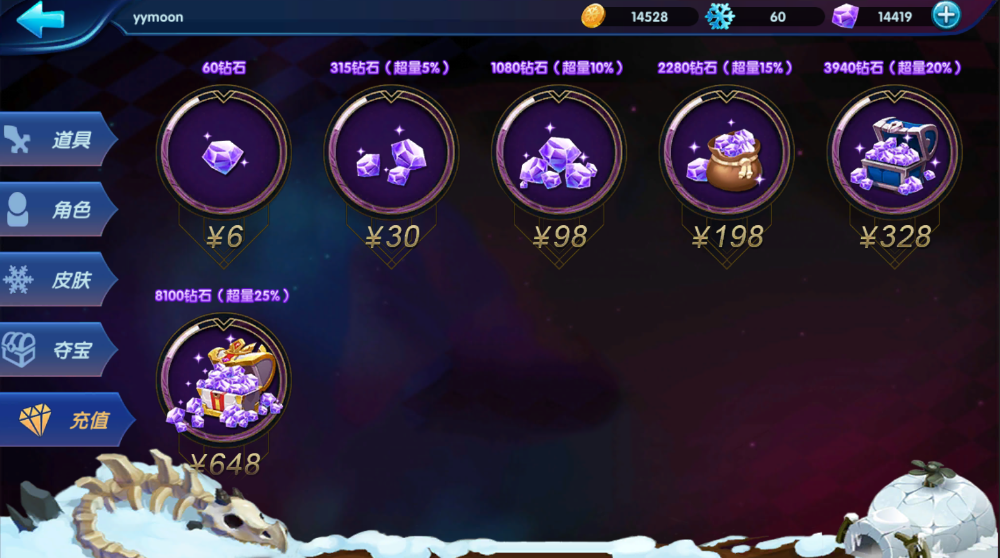 yymoon
14528
60
14419
60钻石
315钻石（超量5%）
1080钻石（超量10%）
2280钻石（超量15%）
3940钻石（超量20%）
¥6
¥30
¥98
¥198
¥328
8100钻石（超量25%）
¥648
道具
角色
皮肤
夺宝
充值